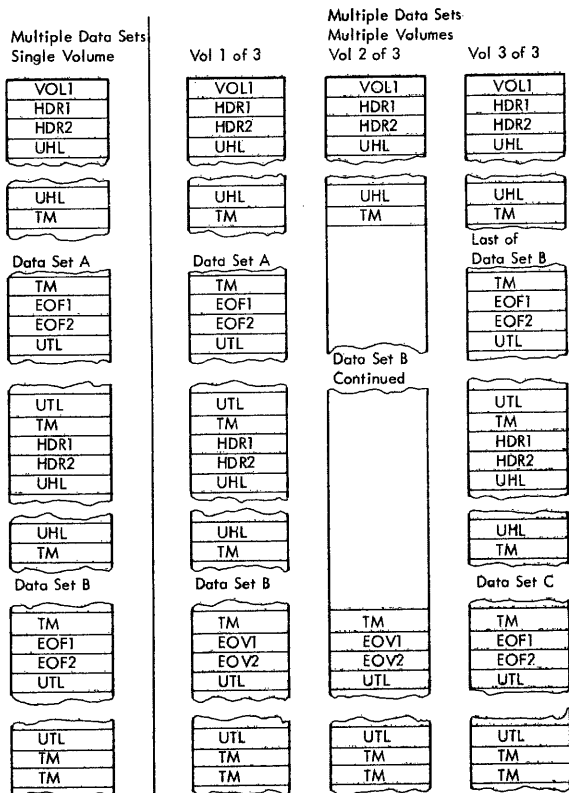 Multiple Data Sets
Single Volume
VOL1
HDR1
HDR2
UHL
UHL
TM
Data Set A
TM
EOF1
EOF2
UTL
UTL
TM
HDR1
HDR2
UHL
UHL
TM
Data Set B
TM
EOF1
EOF2
UTL
UTL
TM
TM
Multiple Data Sets
Multiple Volumes
Vol 1 of 3
VOL1
HDR1
HDR2
UHL
UHL
TM
Data Set A
TM
EOF1
EOF2
UTL
UTL
TM
HDR1
HDR2
UHL
UHL
TM
Data Set B
TM
EOV1
EOV2
UTL
UTL
TM
TM
Vol 2 of 3
VOL1
HDR1
HDR2
UHL
UHL
TM
Data Set B
Continued
TM
EOV1
EOV2
UTL
UTL
TM
TM
Vol 3 of 3
VOL1
HDR1
HDR2
UHL
UHL
TM
Last of
Data Set B
TM
EOF1
EOF2
UTL
UTL
TM
HDR1
HDR2
UHL
UHL
TM
Data Set C
TM
EOF1
EOF2
UTL
UTL
TM
TM